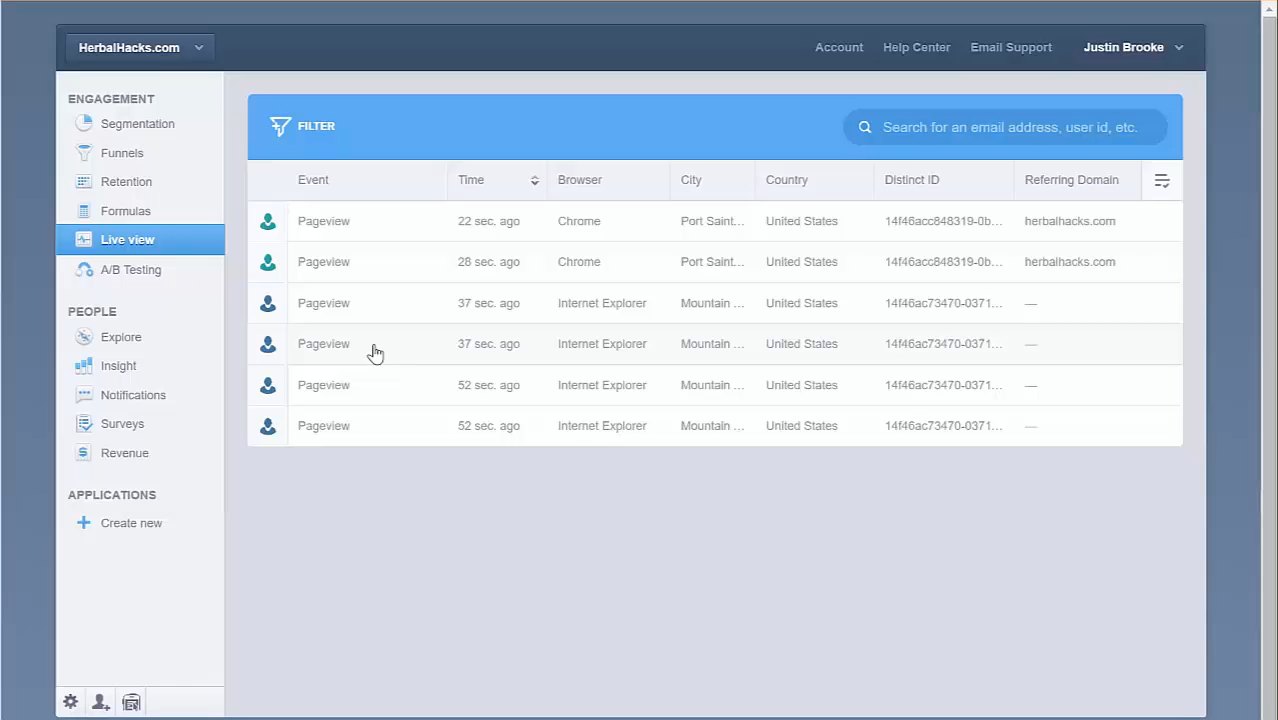 HerbalHacks.com
Account Help Center Email Support Justin Brooke
ENGAGEMENT
Segmentation
Funnels
Retention
Formulas
Live view
A/B Testing
PEOPLE
Explore
Insight
Notifications
Surveys
Revenue
APPLICATIONS
Create new
FILTER
Search for an email address, user id, etc.
Event Time Browser City Country Distinct ID Referring Domain
Pageview 22 sec. ago Chrome Port Saint... United States 14f46acc848319-0b... herbalhacks.com
Pageview 28 sec. ago Chrome Port Saint... United States 14f46acc848319-0b... herbalhacks.com
Pageview 37 sec. ago Internet Explorer Mountain ... United States 14f46ac73470-0371... —
Pageview 37 sec. ago Internet Explorer Mountain ... United States 14f46ac73470-0371... —
Pageview 52 sec. ago Internet Explorer Mountain ... United States 14f46ac73470-0371... —
Pageview 52 sec. ago Internet Explorer Mountain ... United States 14f46ac73470-0371... —